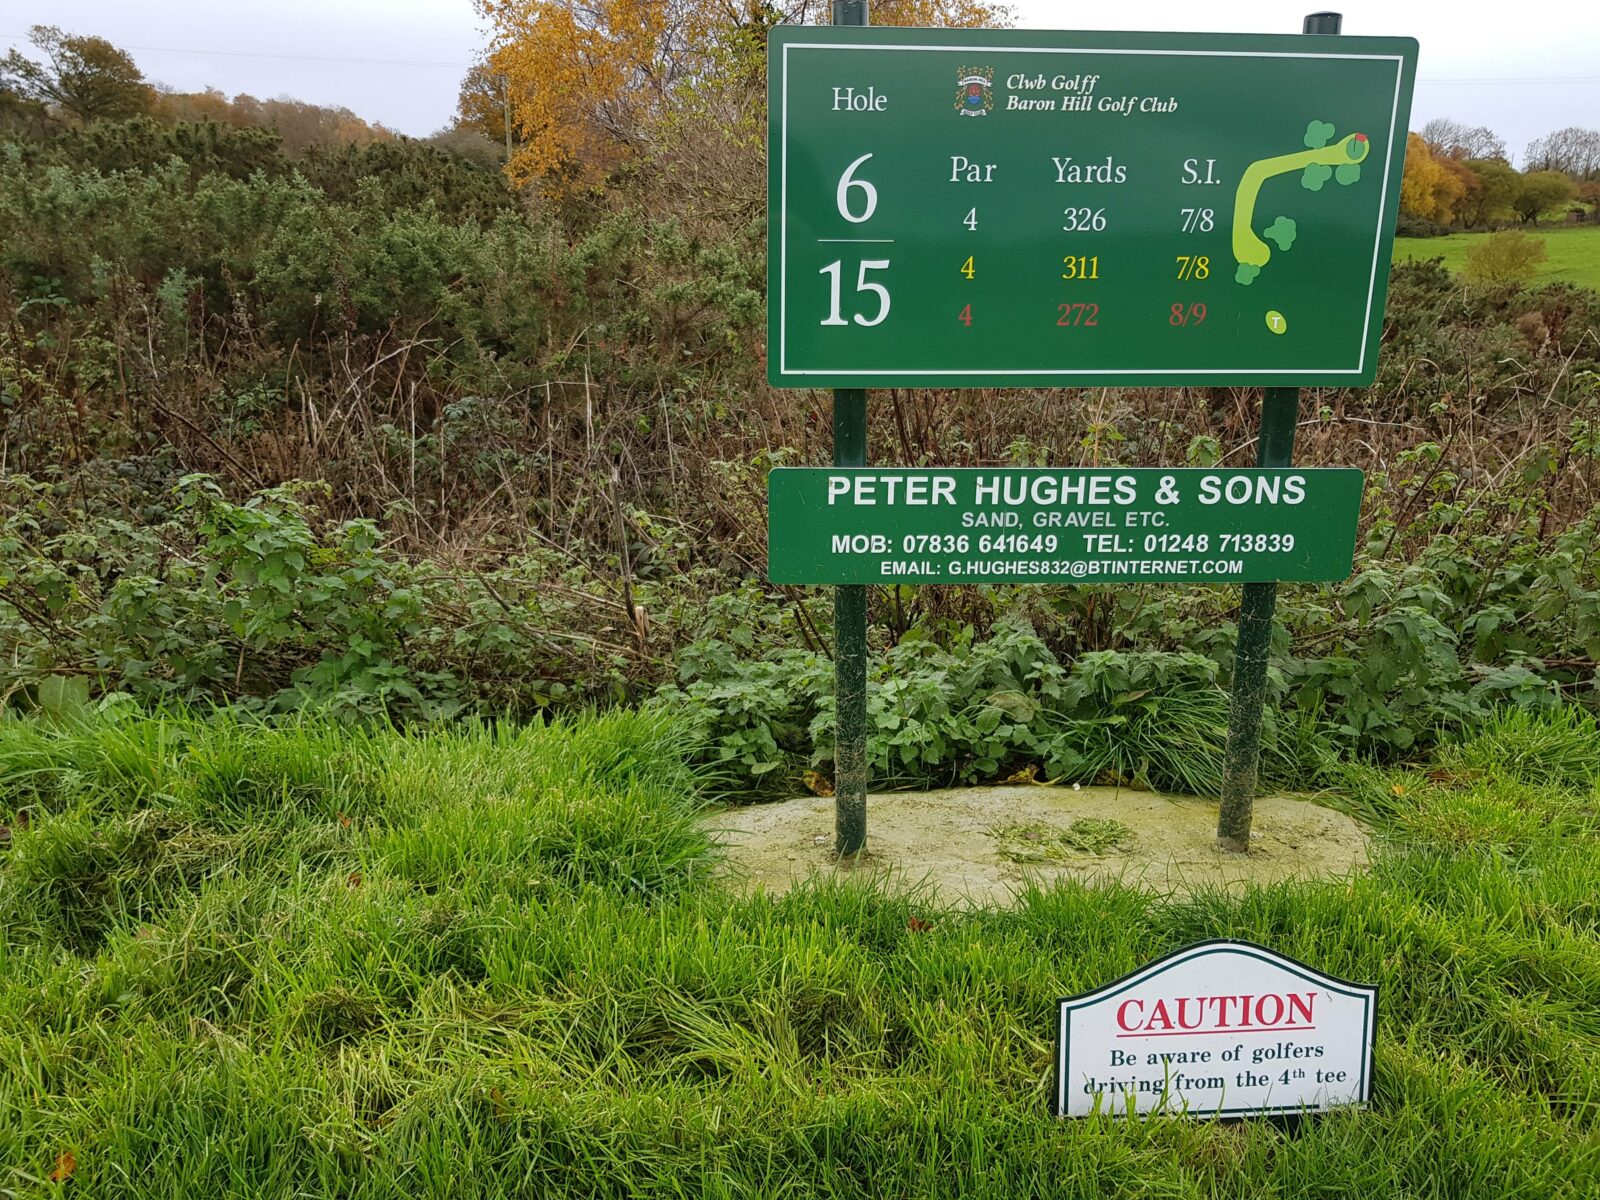 Hole
Clwb Golff
Baron Hill Golf Club
6
15
Par Yards S.I.
4 326 7/8
4 311 7/8
4 272 8/9
T
PETER HUGHES & SONS
SAND, GRAVEL ETC.
MOB: 07836 641649 TEL: 01248 713839
EMAIL: G.HUGHES832@BTINTERNET.COM
CAUTION
Be aware of golfers
driving from the 4th tee